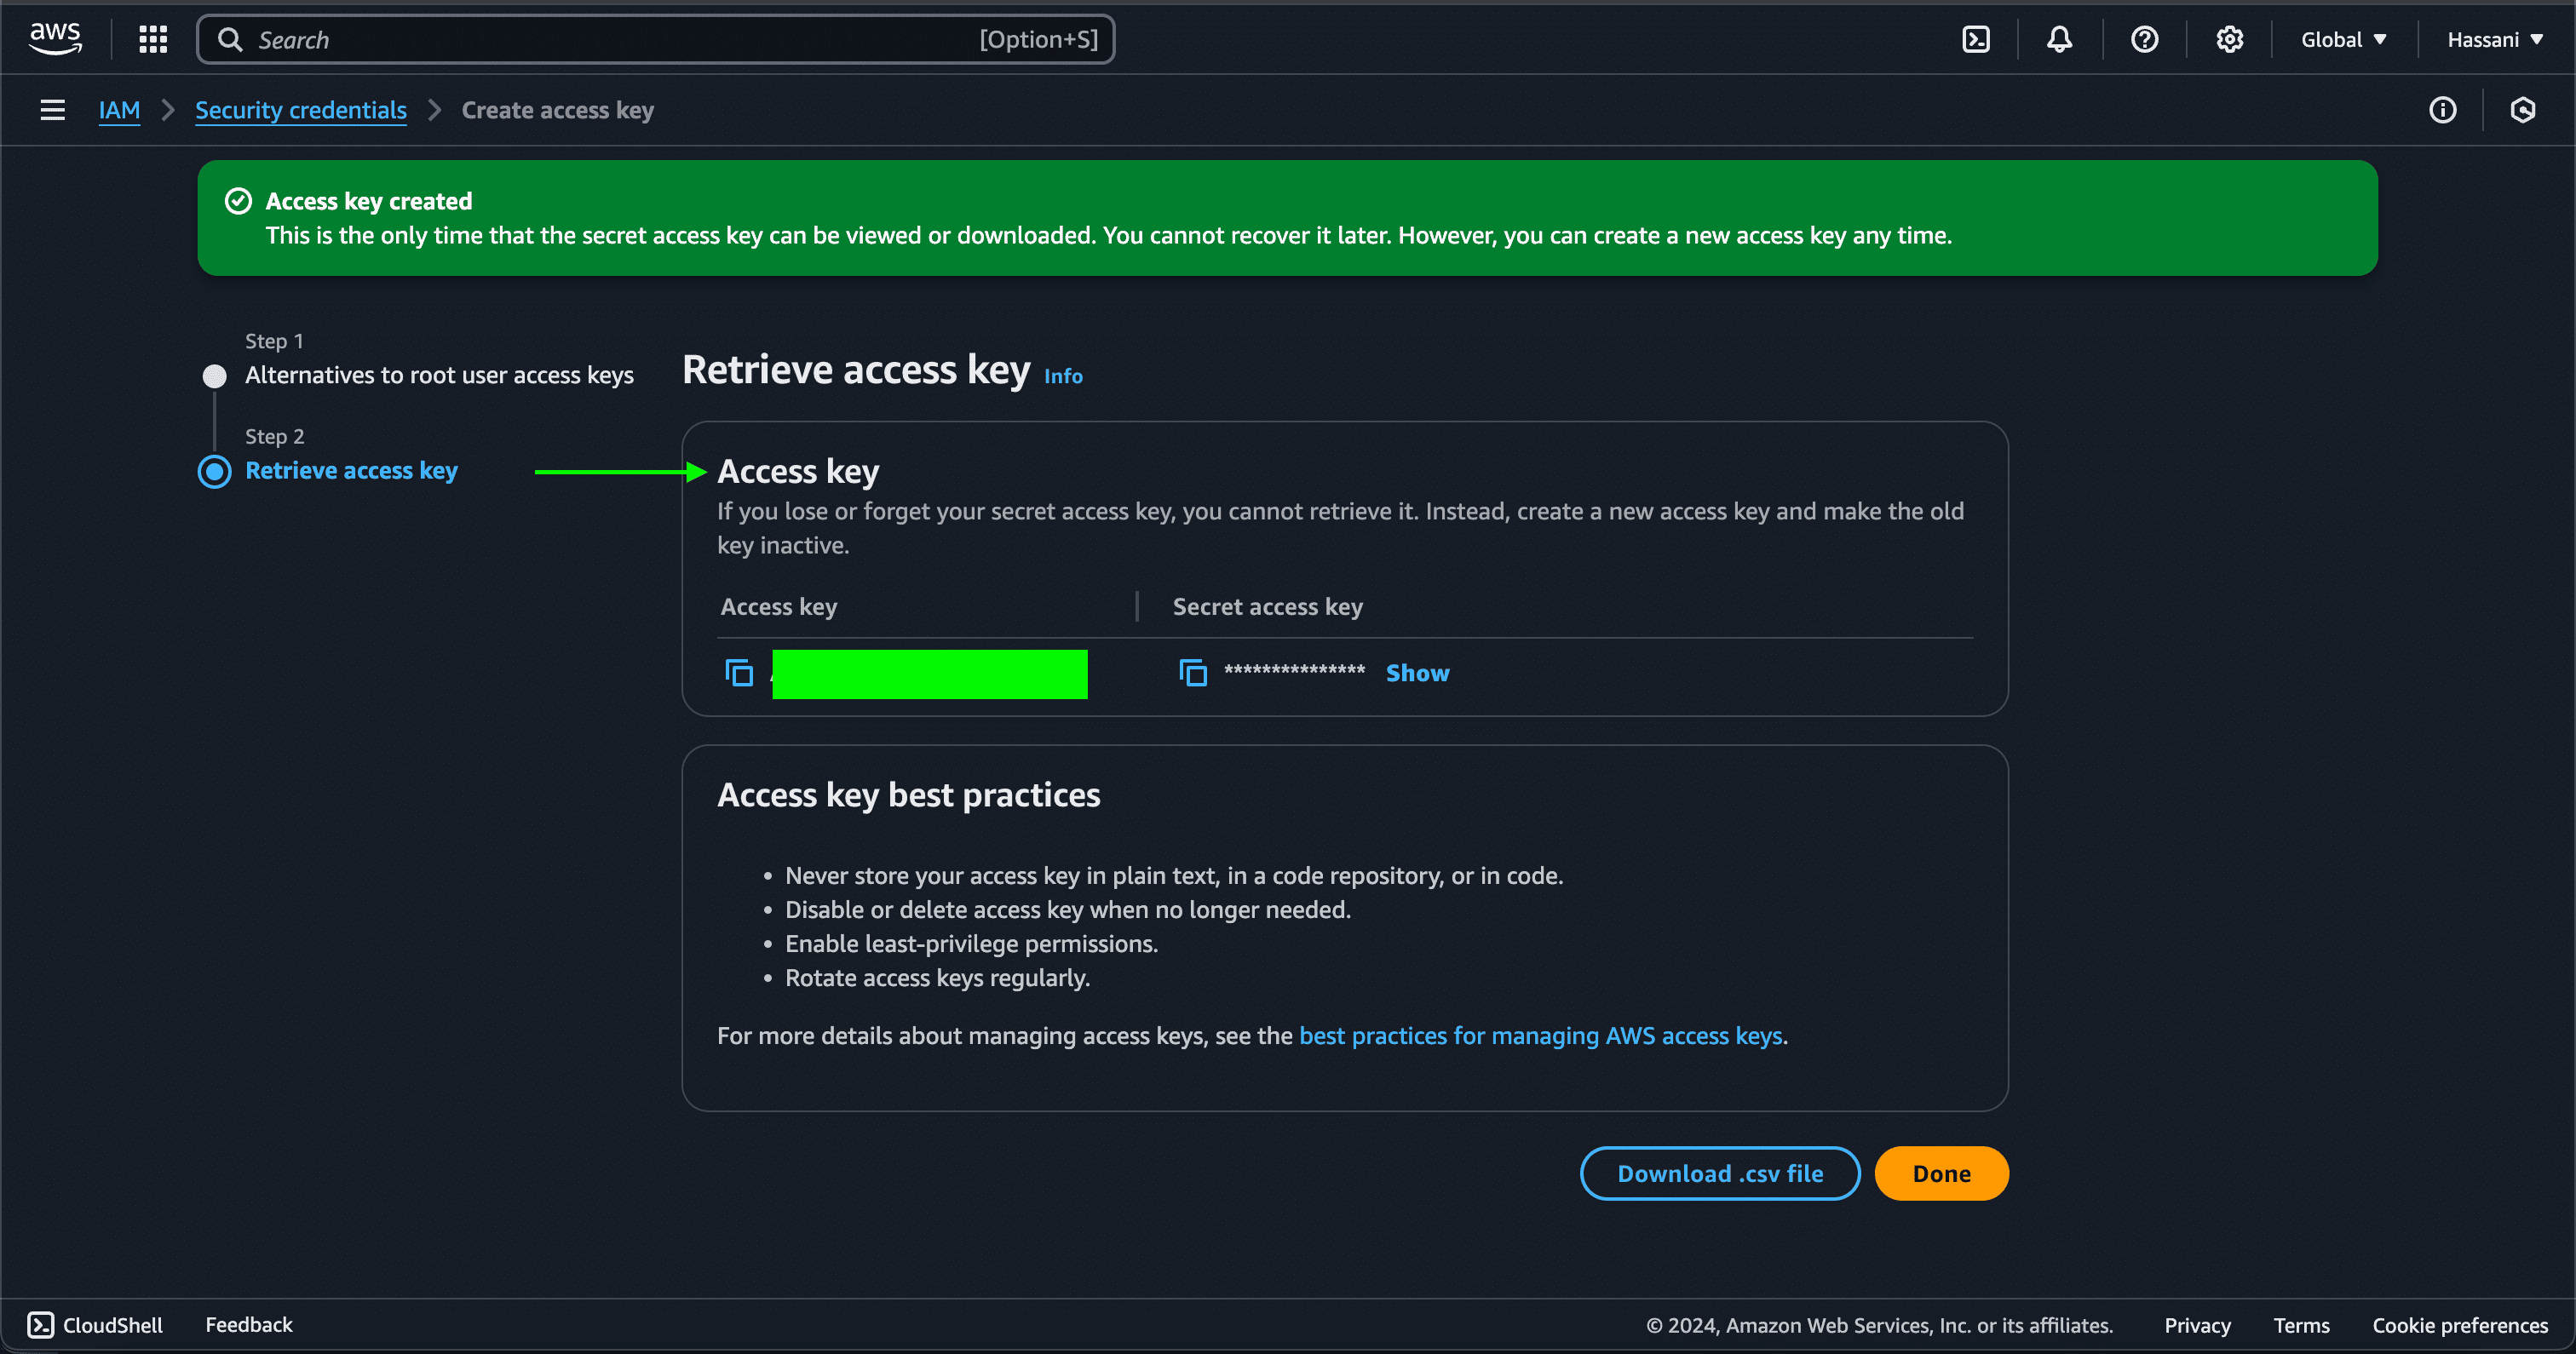 aws
Search
[Option+S]
Global
Hassani
IAM
Security credentials
Create access key
Access key created
This is the only time that the secret access key can be viewed or downloaded. You cannot recover it later. However, you can create a new access key any time.
Step 1
Alternatives to root user access keys
Step 2
Retrieve access key
Retrieve access key Info
Access key
If you lose or forget your secret access key, you cannot retrieve it. Instead, create a new access key and make the old
key inactive.
Access key
Secret access key
*************** Show
Access key best practices
• Never store your access key in plain text, in a code repository, or in code.
• Disable or delete access key when no longer needed.
• Enable least-privilege permissions.
• Rotate access keys regularly.
For more details about managing access keys, see the best practices for managing AWS access keys.
Download .csv file
Done
CloudShell
Feedback
© 2024, Amazon Web Services, Inc. or its affiliates.
Privacy
Terms
Cookie preferences